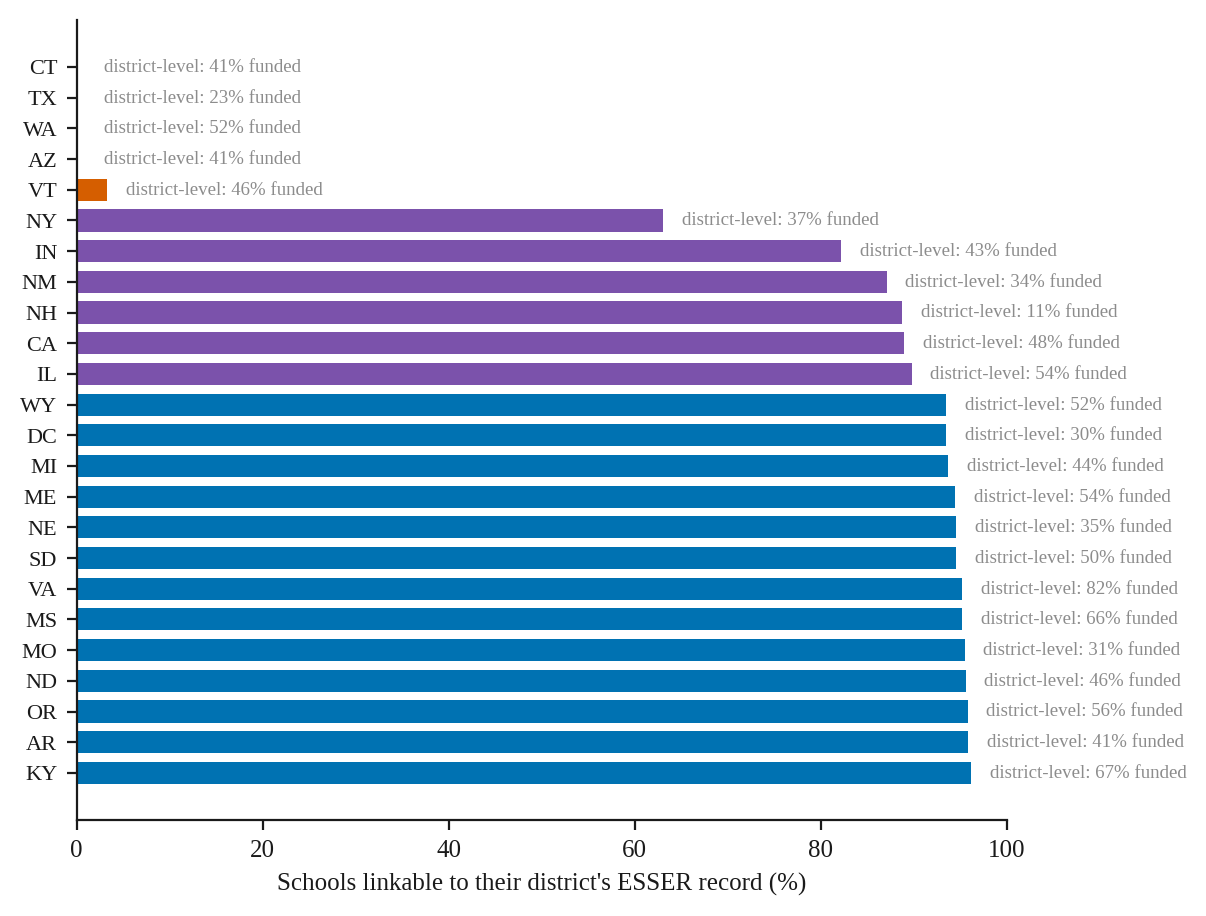 CT district-level: 41% funded
TX district-level: 23% funded
WA district-level: 52% funded
AZ district-level: 41% funded
VT district-level: 46% funded
NY district-level: 37% funded
IN district-level: 43% funded
NM district-level: 34% funded
NH district-level: 11% funded
CA district-level: 48% funded
IL district-level: 54% funded
WY district-level: 52% funded
DC district-level: 30% funded
MI district-level: 44% funded
ME district-level: 54% funded
NE district-level: 35% funded
SD district-level: 50% funded
VA district-level: 82% funded
MS district-level: 66% funded
MO district-level: 31% funded
ND district-level: 46% funded
OR district-level: 56% funded
AR district-level: 41% funded
KY district-level: 67% funded
0 20 40 60 80 100
Schools linkable to their district's ESSER record (%)